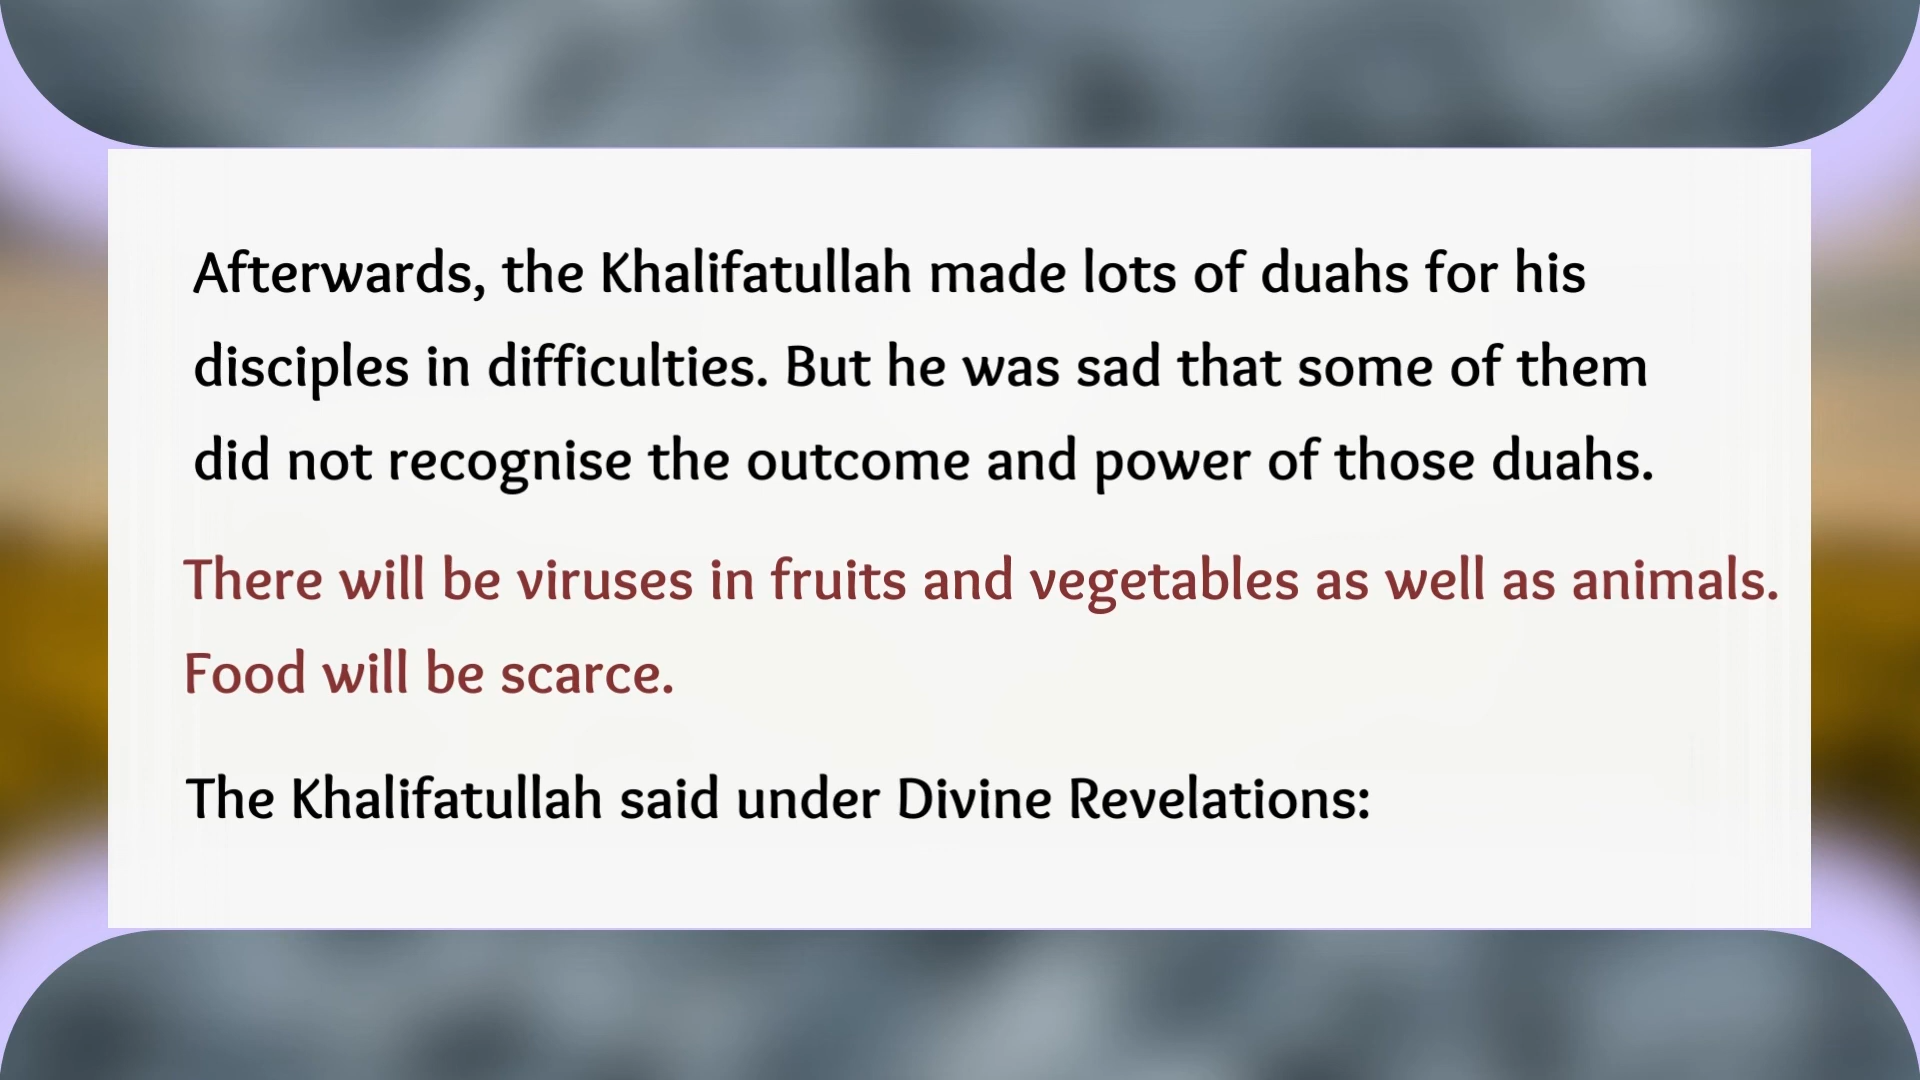 Afterwards, the Khalifatullah made lots of duahs for his
disciples in difficulties. But he was sad that some of them
did not recognise the outcome and power of those duahs.
There will be viruses in fruits and vegetables as well as animals.
Food will be scarce.
The Khalifatullah said under Divine Revelations: